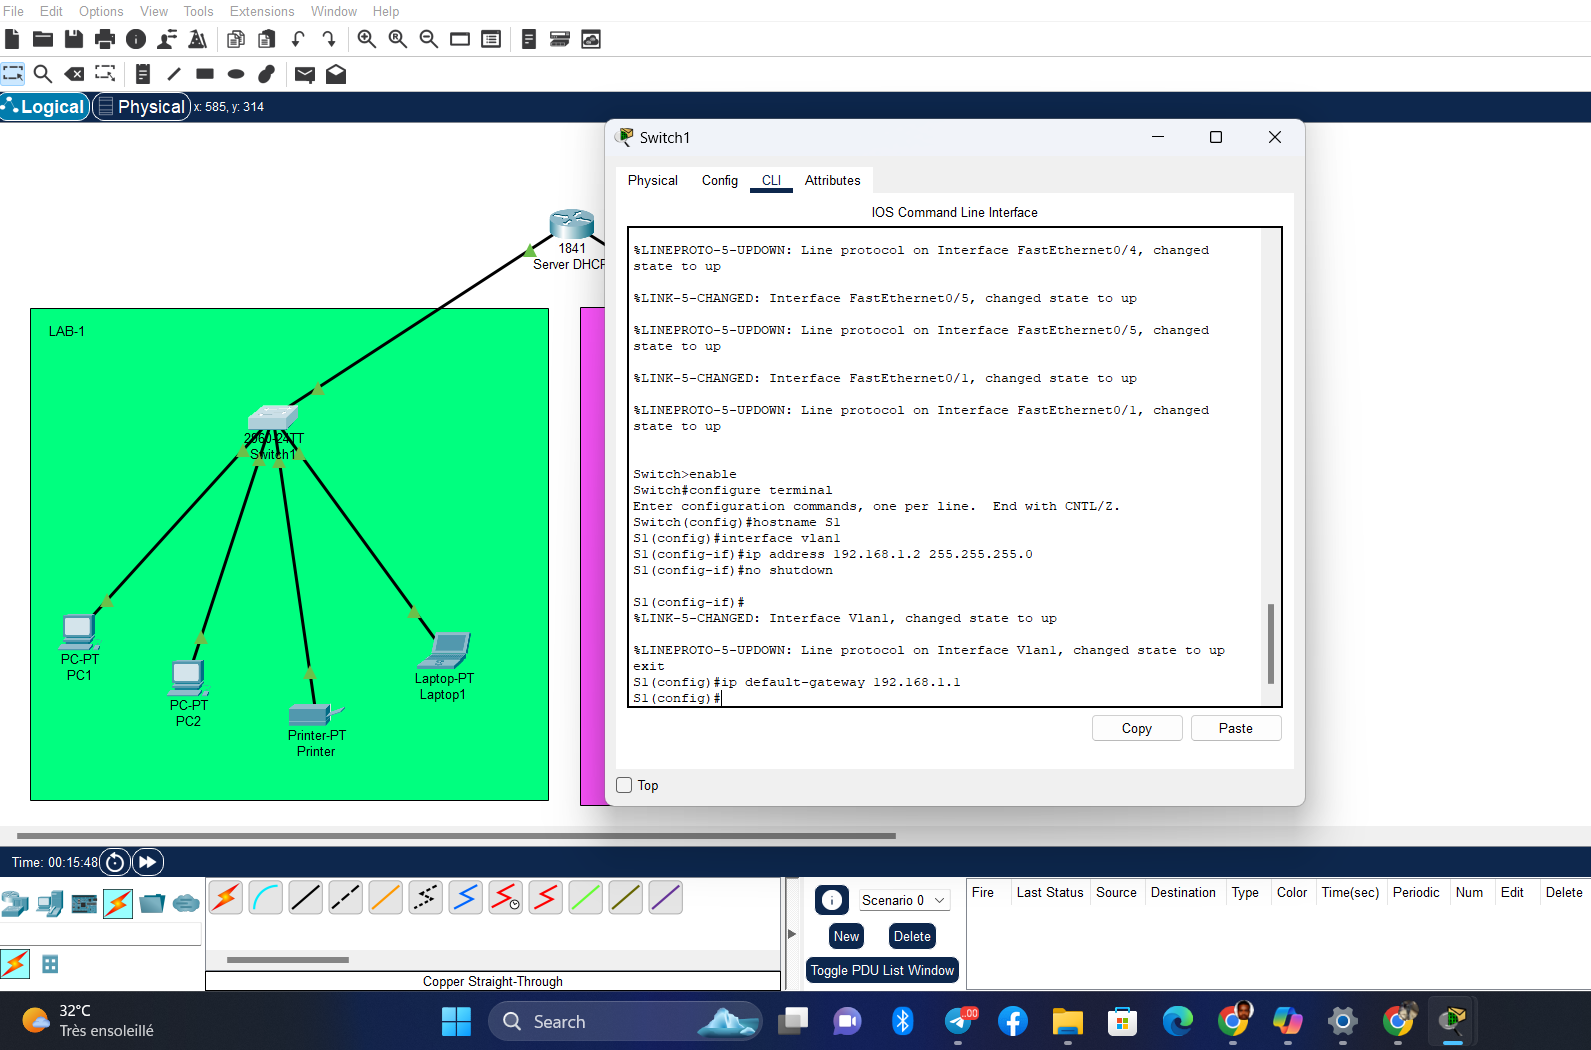 File Edit Options View Tools Extensions Window Help
Logical Physical x: 585, y: 314
Switch1
Physical Config CLI Attributes
IOS Command Line Interface
%LINEPROTO-5-UPDOWN: Line protocol on Interface FastEthernet0/4, changed
state to up
%LINK-5-CHANGED: Interface FastEthernet0/5, changed state to up
%LINEPROTO-5-UPDOWN: Line protocol on Interface FastEthernet0/5, changed
state to up
%LINK-5-CHANGED: Interface FastEthernet0/1, changed state to up
%LINEPROTO-5-UPDOWN: Line protocol on Interface FastEthernet0/1, changed
state to up
Switch>enable
Switch#configure terminal
Enter configuration commands, one per line.  End with CNTL/Z.
Switch(config)#hostname S1
S1(config)#interface vlan1
S1(config-if)#ip address 192.168.1.2 255.255.255.0
S1(config-if)#no shutdown
S1(config-if)#
%LINK-5-CHANGED: Interface Vlan1, changed state to up
%LINEPROTO-5-UPDOWN: Line protocol on Interface Vlan1, changed state to up
exit
S1(config)#ip default-gateway 192.168.1.1
S1(config)#
Copy Paste
Top
1841
Server DHCP
LAB-1
2960-24TT
Switch1
PC-PT
PC1
PC-PT
PC2
Printer-PT
Printer
Laptop-PT
Laptop1
Time: 00:15:48
Copper Straight-Through
Scenario 0
New Delete
Toggle PDU List Window
Fire Last Status Source Destination Type Color Time(sec) Periodic Num Edit Delete
32°C
Très ensoleillé
Search
.00